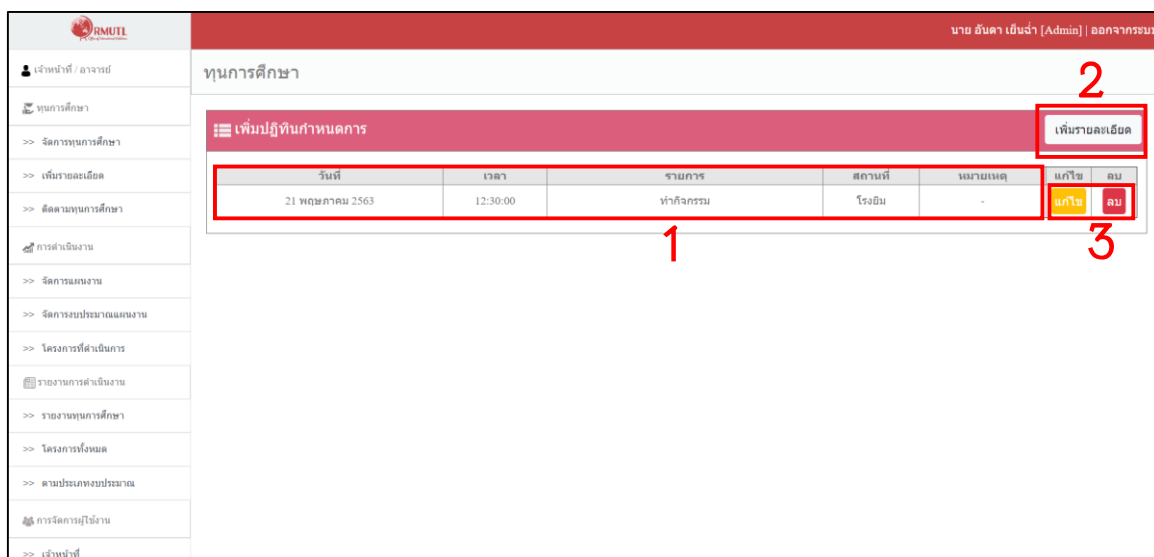 RMUTL
นาย อันดา เย็นฉ่ำ [Admin] | ออกจากระบบ
เจ้าหน้าที่ / อาจารย์
ทุนการศึกษา
2
ทุนการศึกษา
เพิ่มปฏิทินกำหนดการ
เพิ่มรายละเอียด
>> จัดการทุนการศึกษา
>> เพิ่มรายละเอียด
วันที่ เวลา รายการ สถานที่ หมายเหตุ แก้ไข ลบ
21 พฤษภาคม 2563 12:30:00 ทำกิจกรรม โรงยิม - แก้ไข ลบ
1
3
>> ติดตามทุนการศึกษา
การดำเนินงาน
>> จัดการแผนงาน
>> จัดการงบประมาณแผนงาน
>> โครงการที่ดำเนินการ
รายงานการดำเนินงาน
>> รายงานทุนการศึกษา
>> โครงการทั้งหมด
>> ตามประเภทงบประมาณ
การจัดการผู้ใช้งาน
>> เจ้าหน้าที่